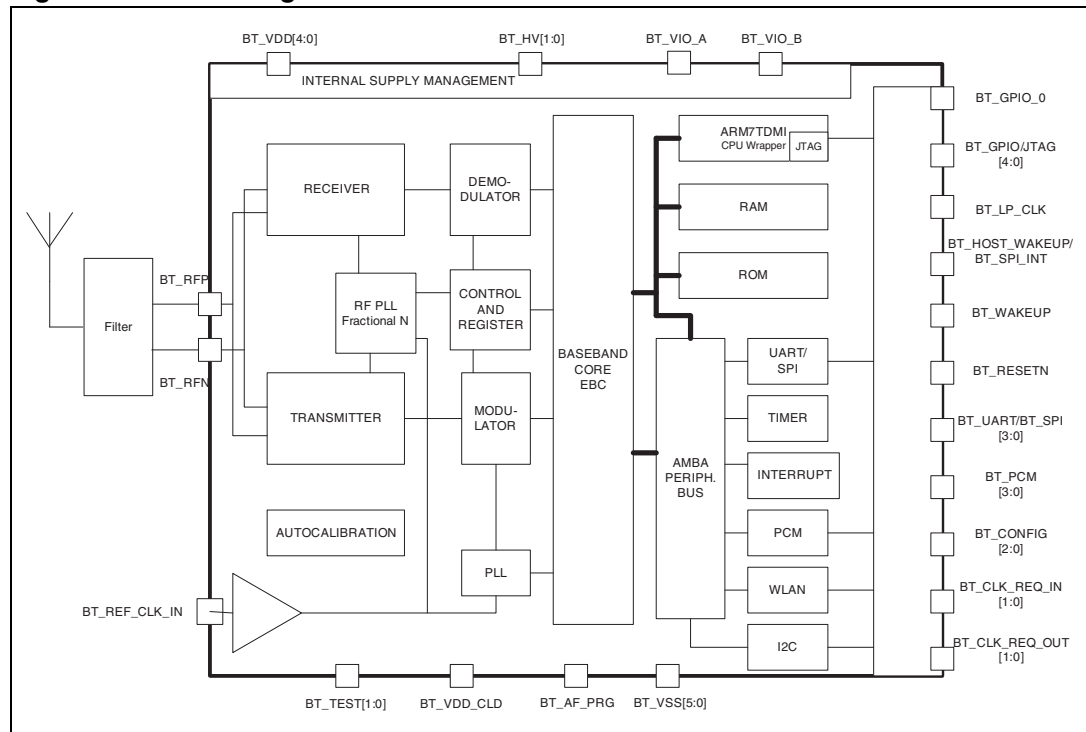 BT_VDD[4:0]
BT_HV[1:0]
BT_VIO_A
BT_VIO_B
INTERNAL SUPPLY MANAGEMENT
BT_GPIO_0
ARM7TDMI
CPU Wrapper
JTAG
BT_GPIO/JTAG
[4:0]
RECEIVER
DEMO-
DULATOR
RAM
BT_LP_CLK
BT_HOST_WAKEUP/
BT_SPI_INT
ROM
BT_RFP
RF PLL
Fractional N
CONTROL
AND
REGISTER
BT_WAKEUP
Filter
BASEBAND
CORE
EBC
UART/
SPI
BT_RFN
BT_RESETN
TRANSMITTER
MODU-
LATOR
TIMER
BT_UART/BT_SPI
[3:0]
AMBA
PERIPH.
BUS
INTERRUPT
BT_PCM
[3:0]
AUTOCALIBRATION
PCM
BT_CONFIG
[2:0]
PLL
WLAN
BT_CLK_REQ_IN
[1:0]
BT_REF_CLK_IN
I2C
BT_CLK_REQ_OUT
[1:0]
BT_TEST[1:0]
BT_VDD_CLD
BT_AF_PRG
BT_VSS[5:0]